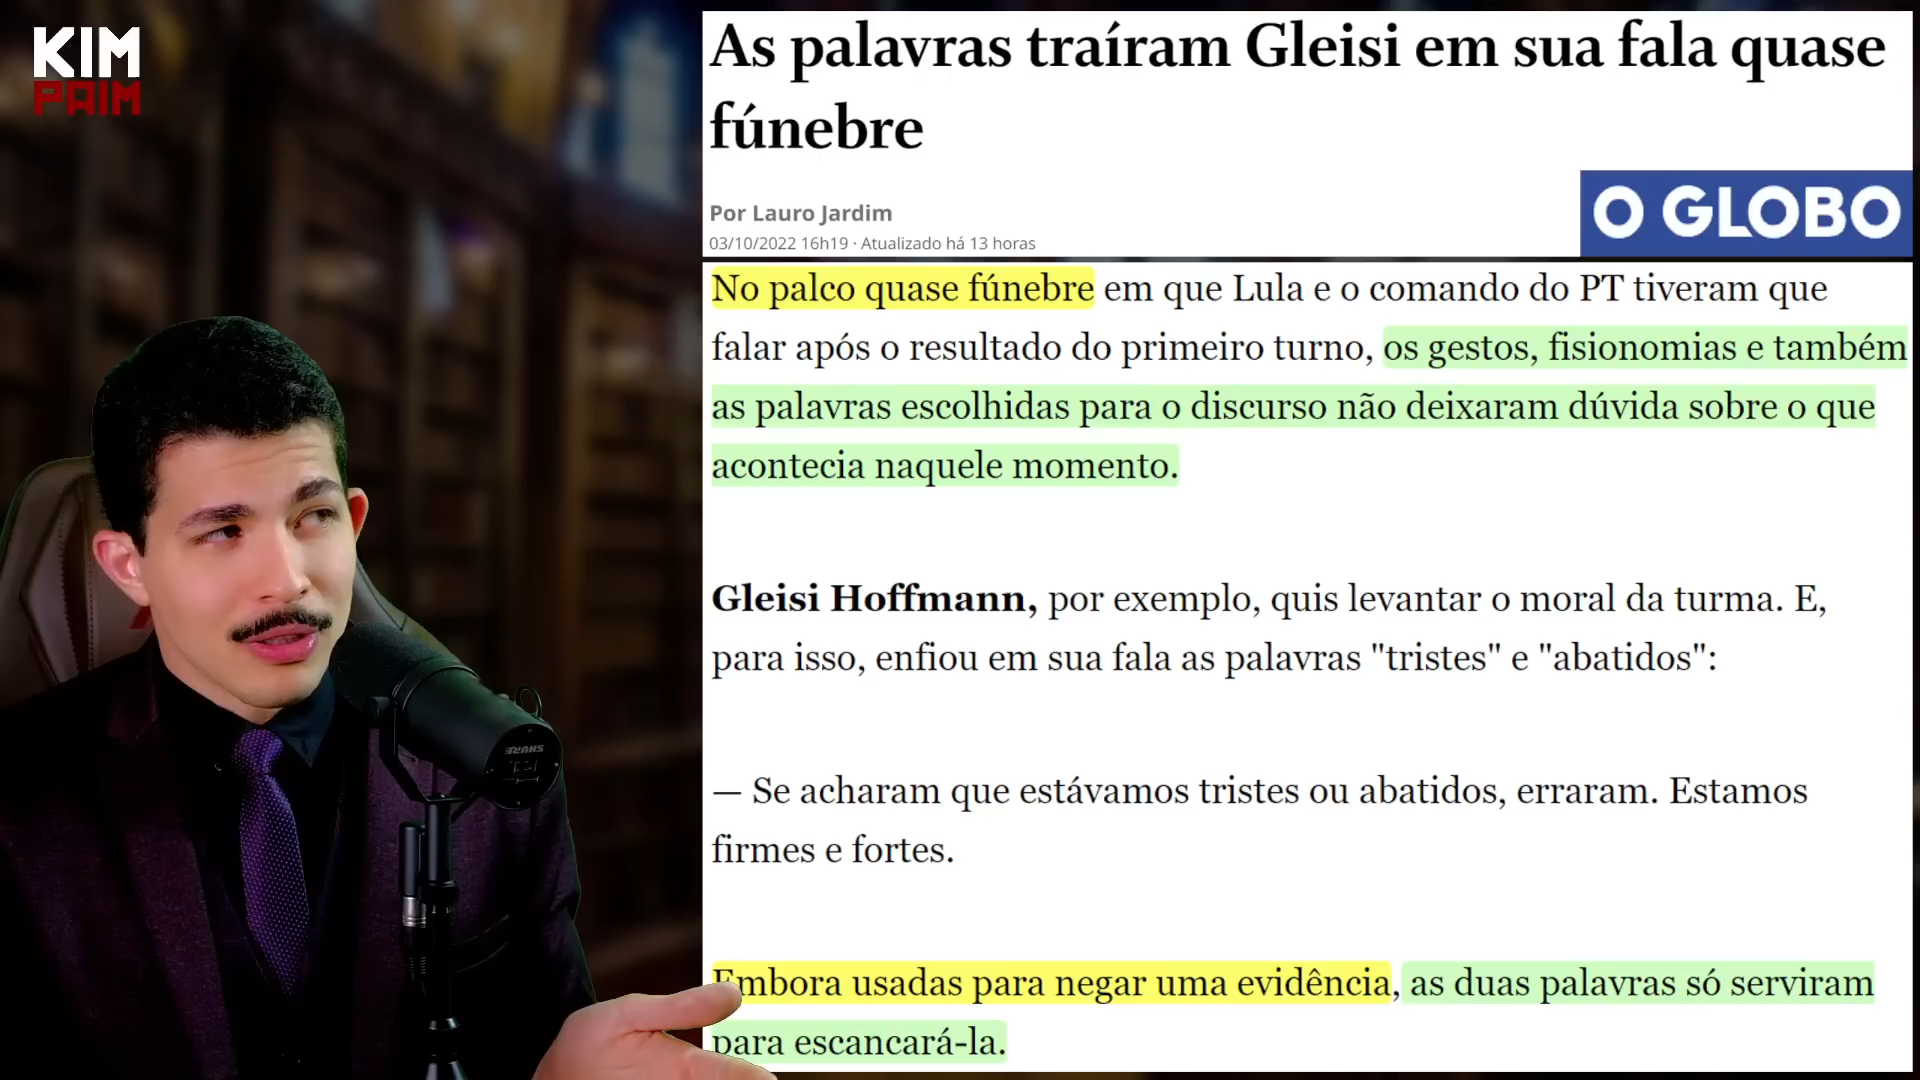 KIM
PAIM
As palavras traíram Gleisi em sua fala quase
fúnebre
Por Lauro Jardim
03/10/2022 16h19 · Atualizado há 13 horas
O GLOBO
No palco quase fúnebre em que Lula e o comando do PT tiveram que
falar após o resultado do primeiro turno, os gestos, fisionomias e também
as palavras escolhidas para o discurso não deixaram dúvida sobre o que
acontecia naquele momento.
Gleisi Hoffmann, por exemplo, quis levantar o moral da turma. E,
para isso, enfiou em sua fala as palavras "tristes" e "abatidos":
— Se acharam que estávamos tristes ou abatidos, erraram. Estamos
firmes e fortes.
Embora usadas para negar uma evidência, as duas palavras só serviram
para escancará-la.
SHURE